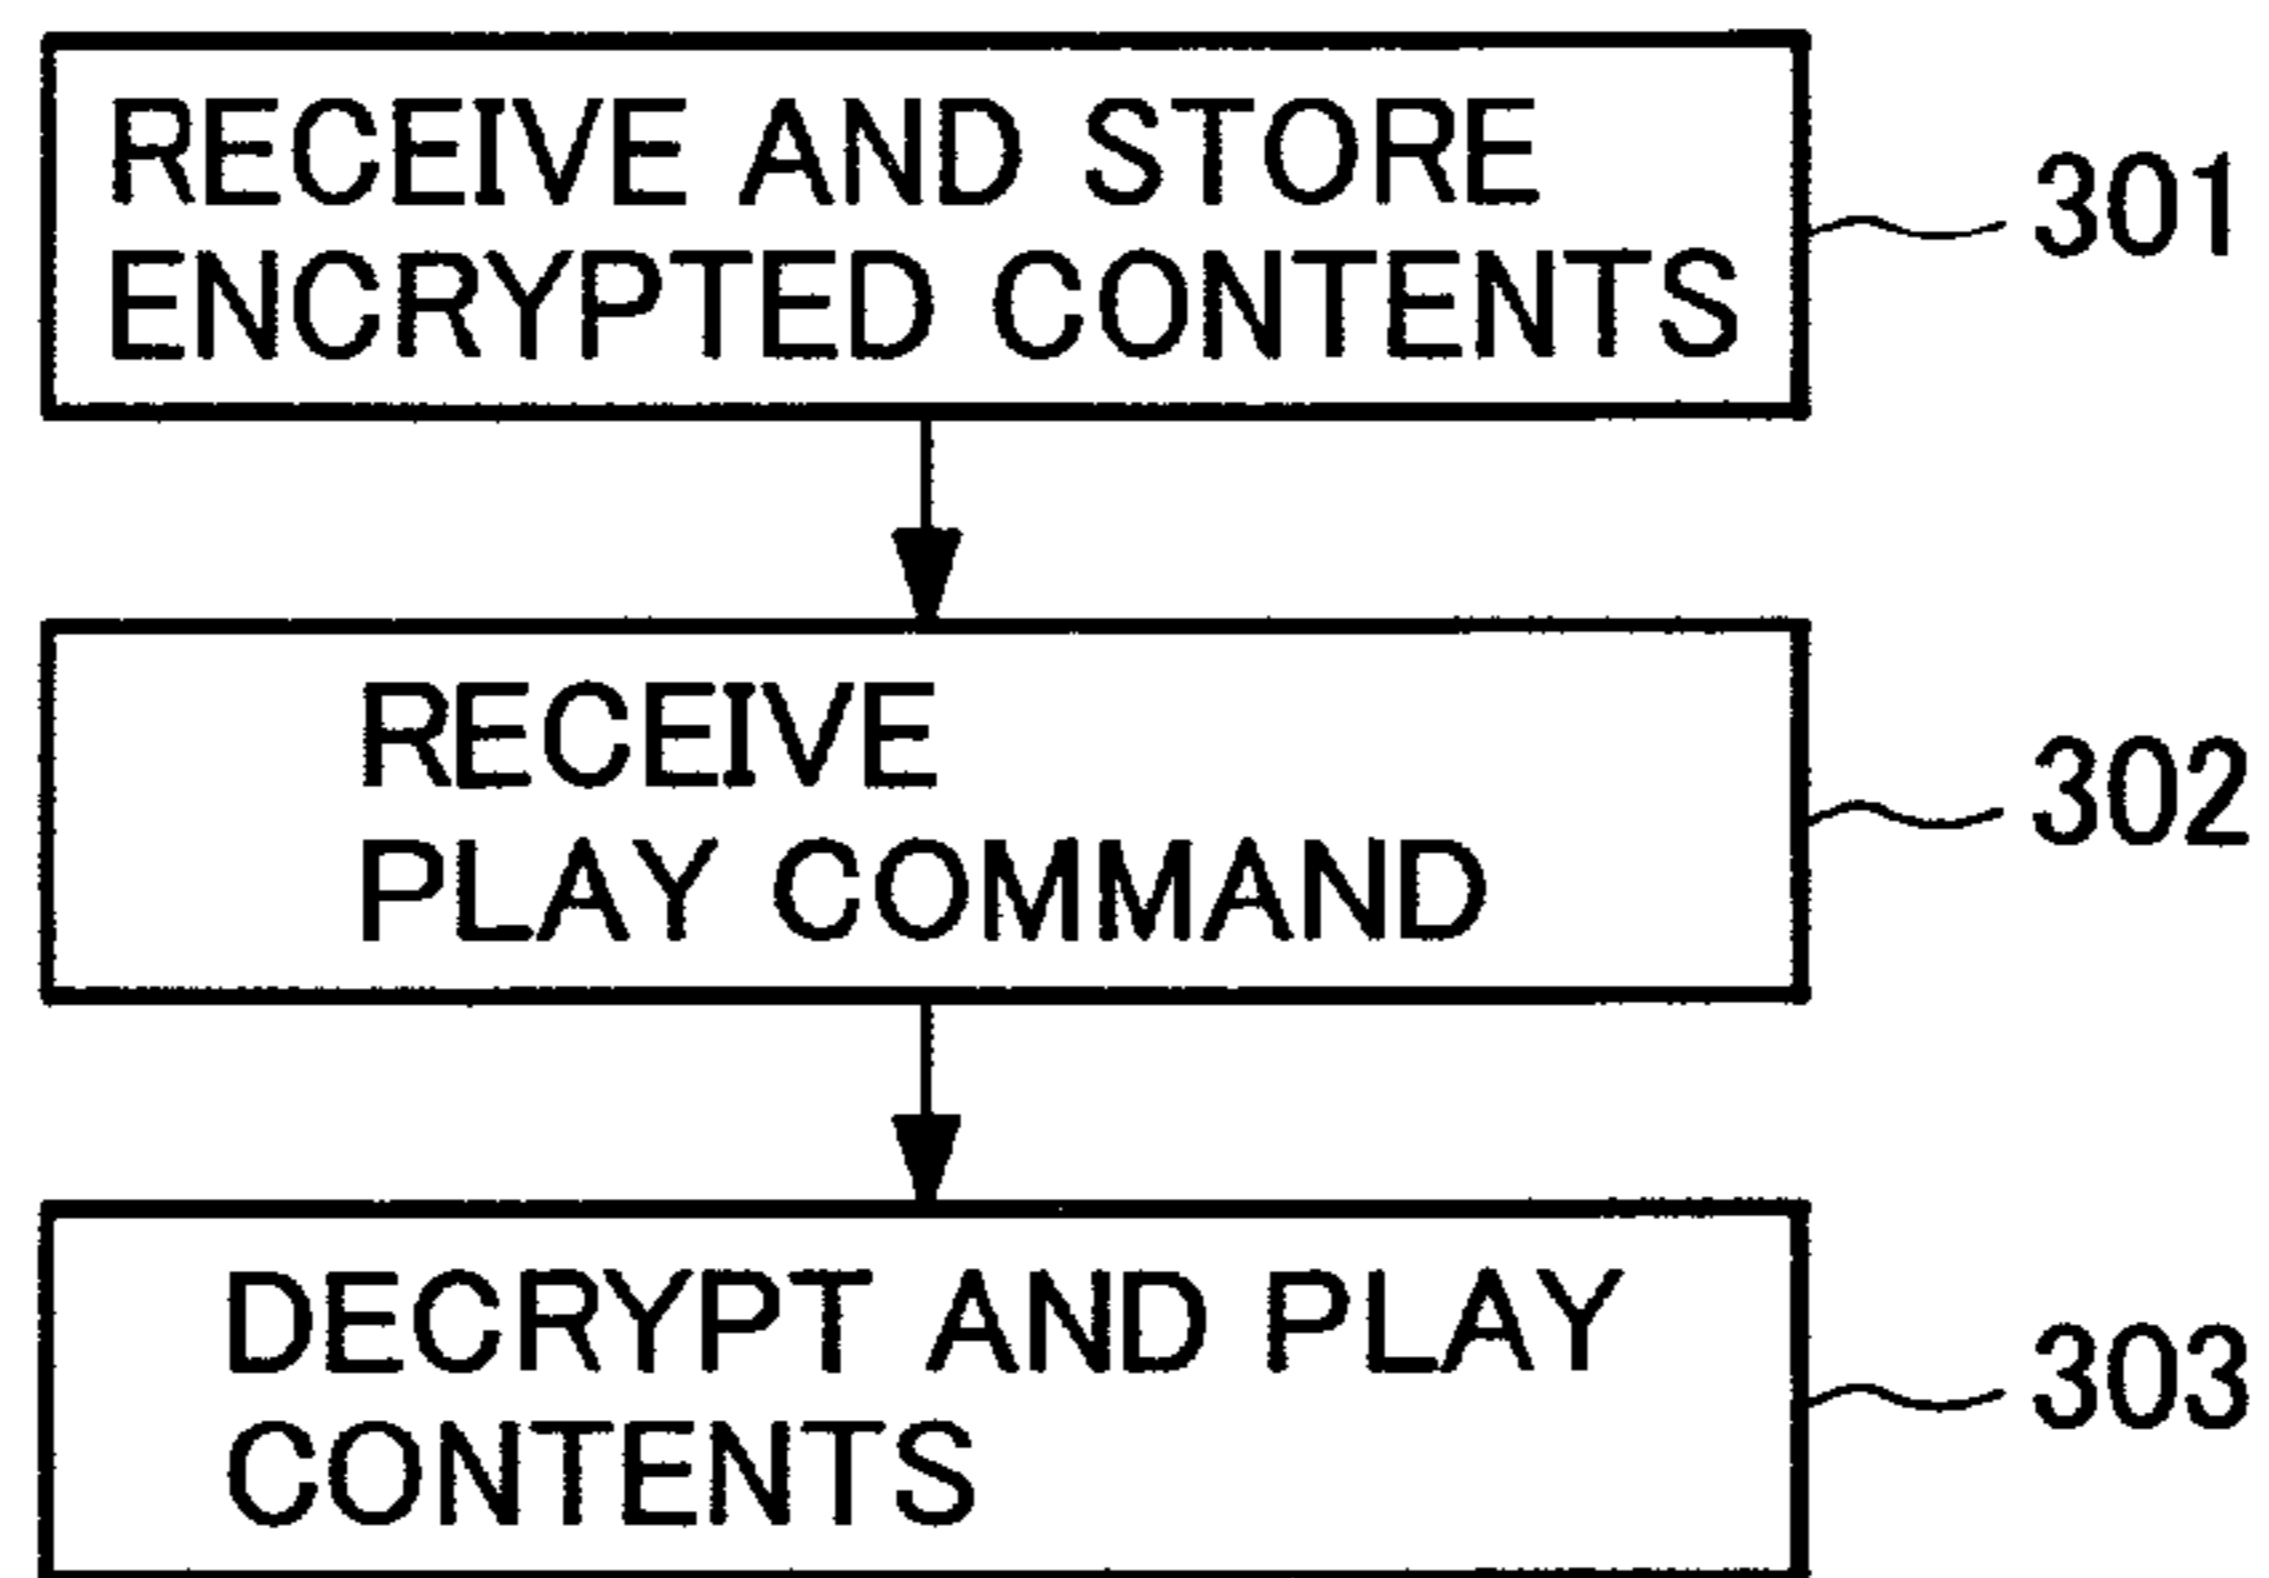 RECEIVE AND STORE
ENCRYPTED CONTENTS
301
RECEIVE
PLAY COMMAND
302
DECRYPT AND PLAY
CONTENTS
303